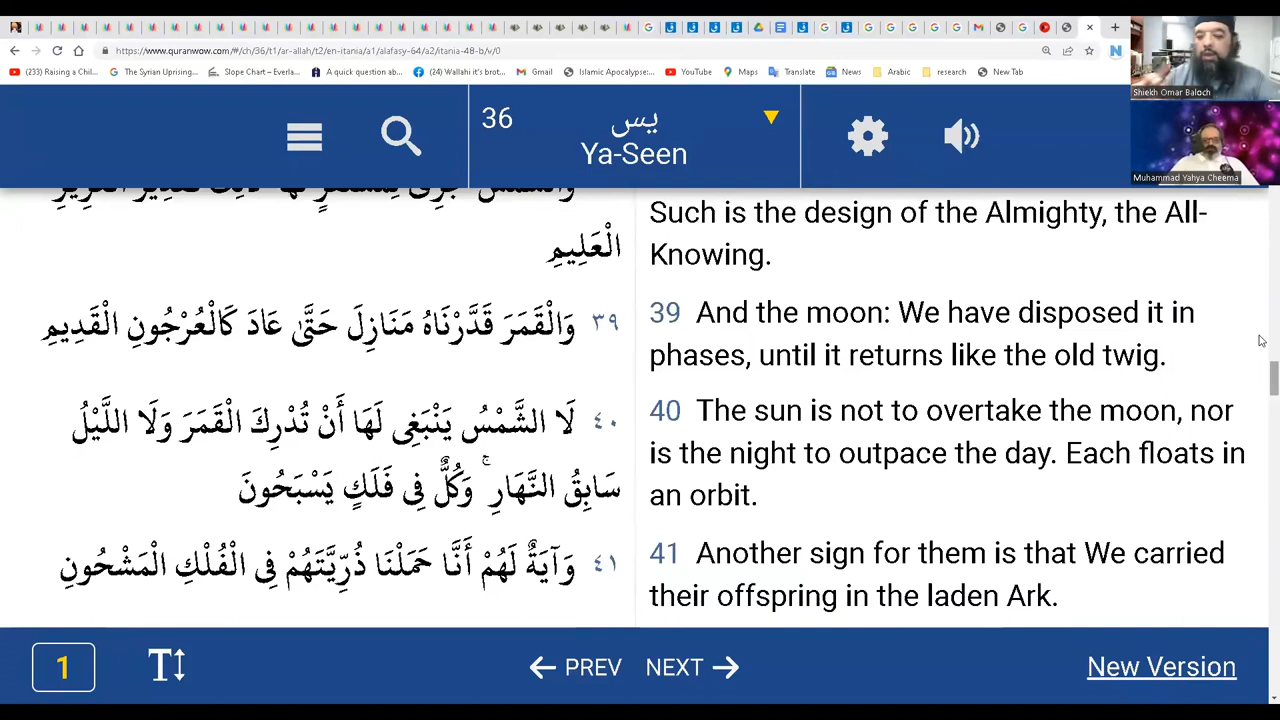 (233) Raising a Chil...
The Syrian Uprising...
Slope Chart – Everla...
A quick question ab...
(24) Wallahi it's brot...
Gmail
Islamic Apocalypse:...
YouTube
Maps
Translate
News
Arabic
research
New Tab
https://www.quranwow.com/#/ch/36/t1/ar-allah/t2/en-itania/a1/alafasy-64/a2/itania-48-b/v/0
Shiekh Omar Baloch
Muhammad Yahya Cheema
36
يس
Ya-Seen
الْعَلِيمِ
٣٩ وَالْقَمَرَ قَدَّرْنَاهُ مَنَازِلَ حَتَّىٰ عَادَ كَالْعُرْجُونِ الْقَدِيمِ
٤٠ لَا الشَّمْسُ يَنْبَغِى لَهَا أَنْ تُدْرِكَ الْقَمَرَ وَلَا اللَّيْلُ
سَابِقُ النَّهَارِ ۚ وَكُلٌّ فِى فَلَكٍ يَسْبَحُونَ
٤١ وَآيَةٌ لَهُمْ أَنَّا حَمَلْنَا ذُرِّيَّتَهُمْ فِى الْفُلْكِ الْمَشْحُونِ
Such is the design of the Almighty, the All-
Knowing.
39 And the moon: We have disposed it in
phases, until it returns like the old twig.
40 The sun is not to overtake the moon, nor
is the night to outpace the day. Each floats in
an orbit.
41 Another sign for them is that We carried
their offspring in the laden Ark.
1
PREV
NEXT
New Version